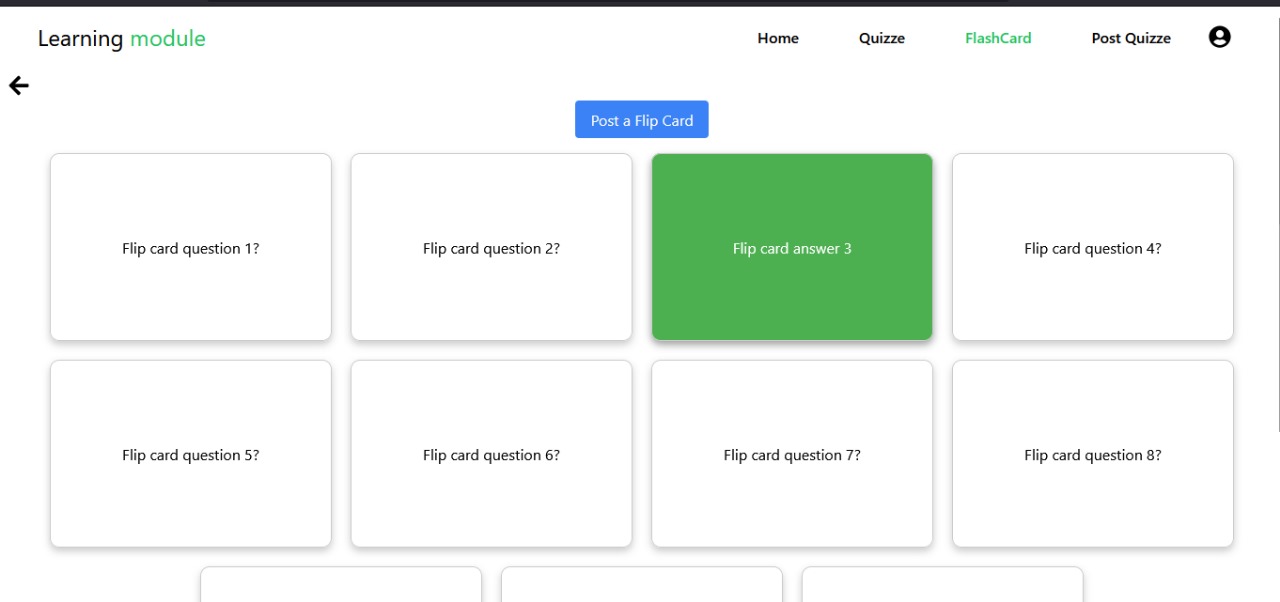 Learning module
Home
Quizze
FlashCard
Post Quizze
Post a Flip Card
Flip card question 1?
Flip card question 2?
Flip card answer 3
Flip card question 4?
Flip card question 5?
Flip card question 6?
Flip card question 7?
Flip card question 8?